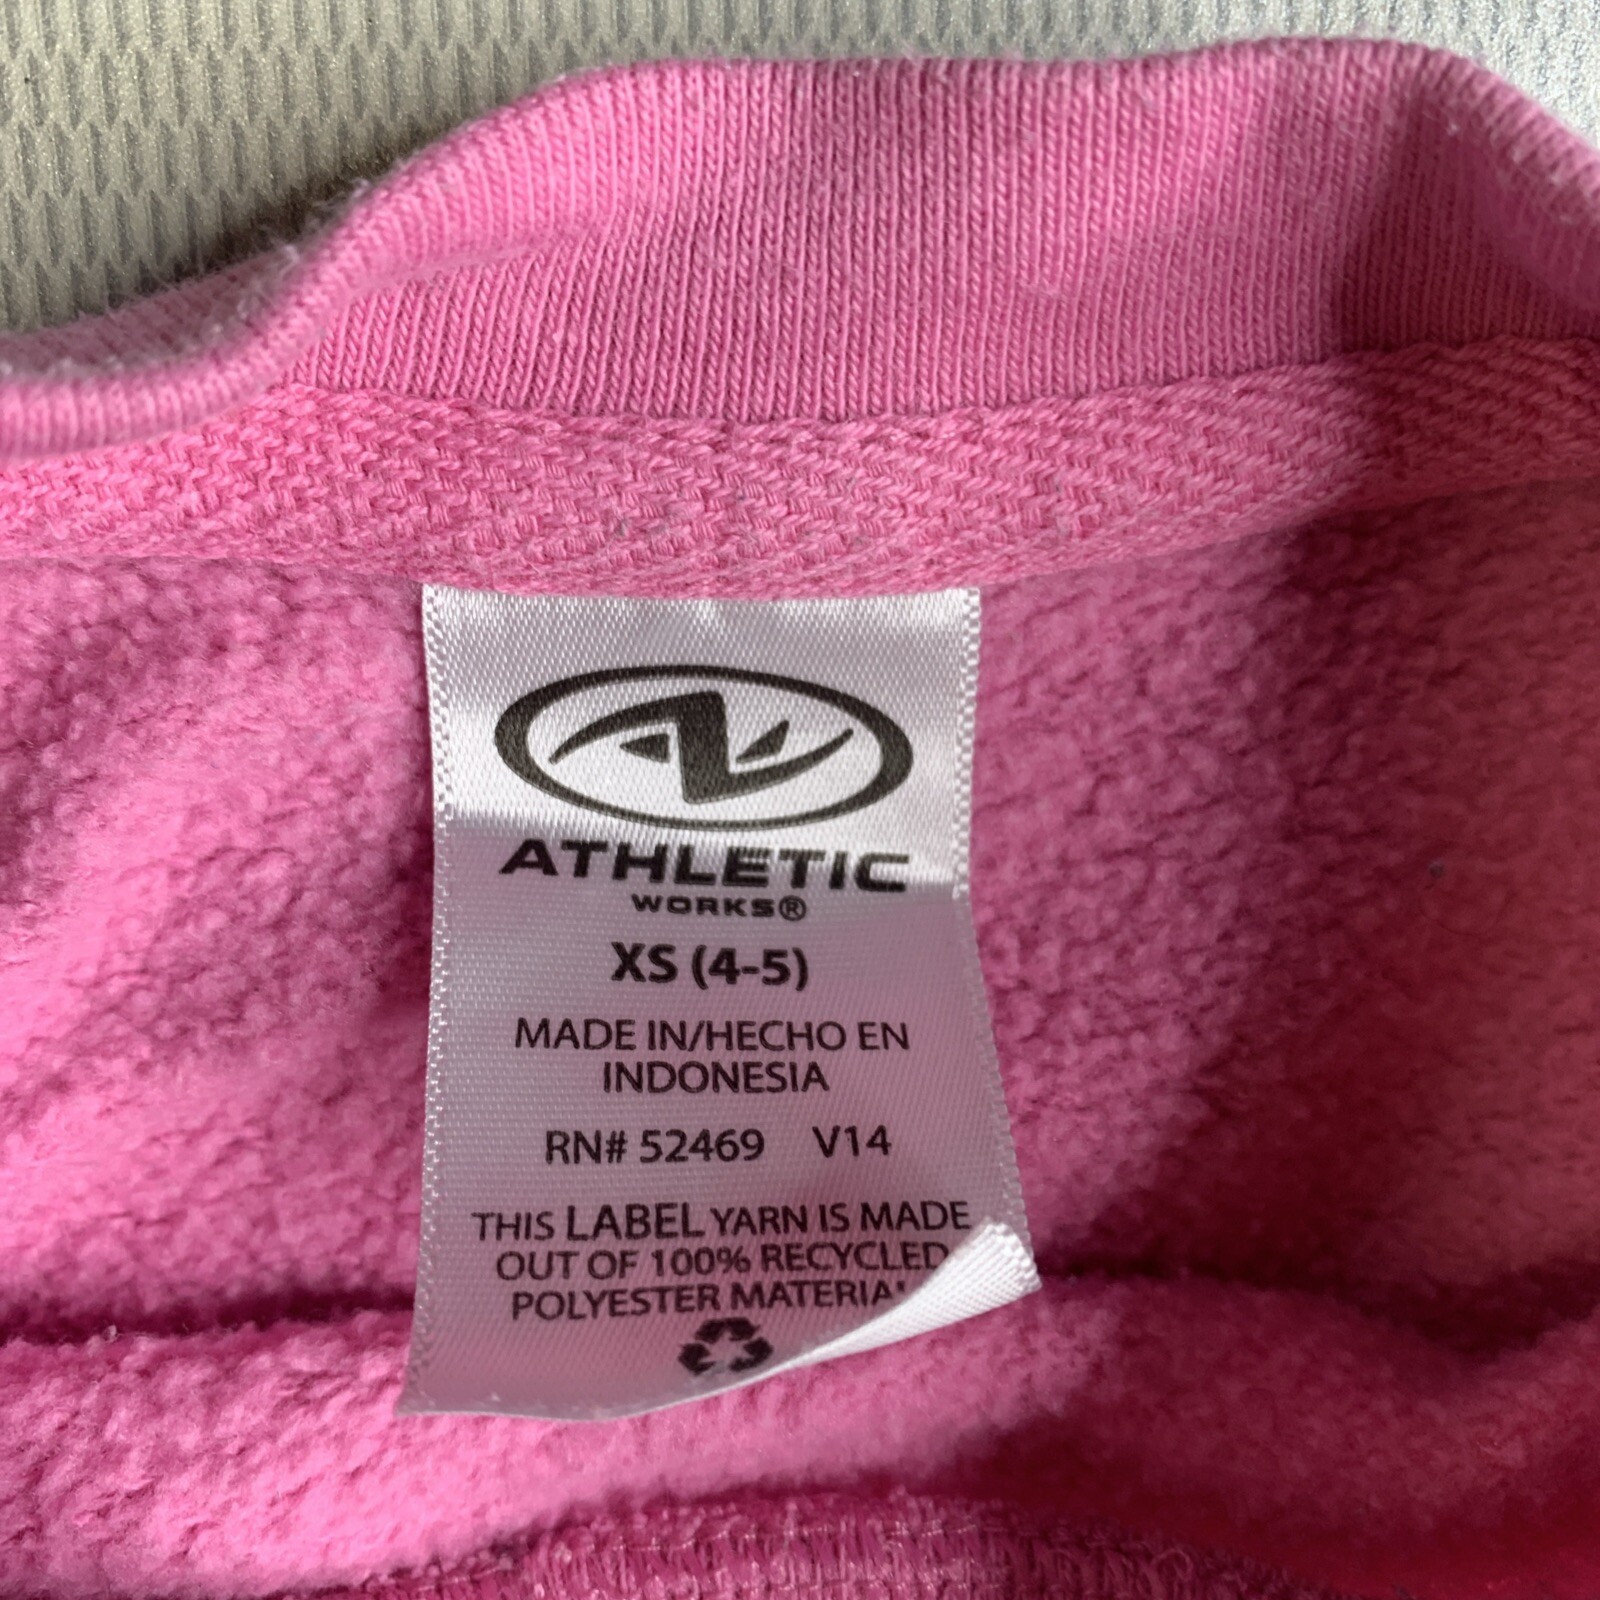 ATHLETIC
WORKS®
XS (4-5)
MADE IN/HECHO EN
INDONESIA
RN# 52469 V14
THIS LABEL YARN IS MADE
OUT OF 100% RECYCLED
POLYESTER MATERIAL